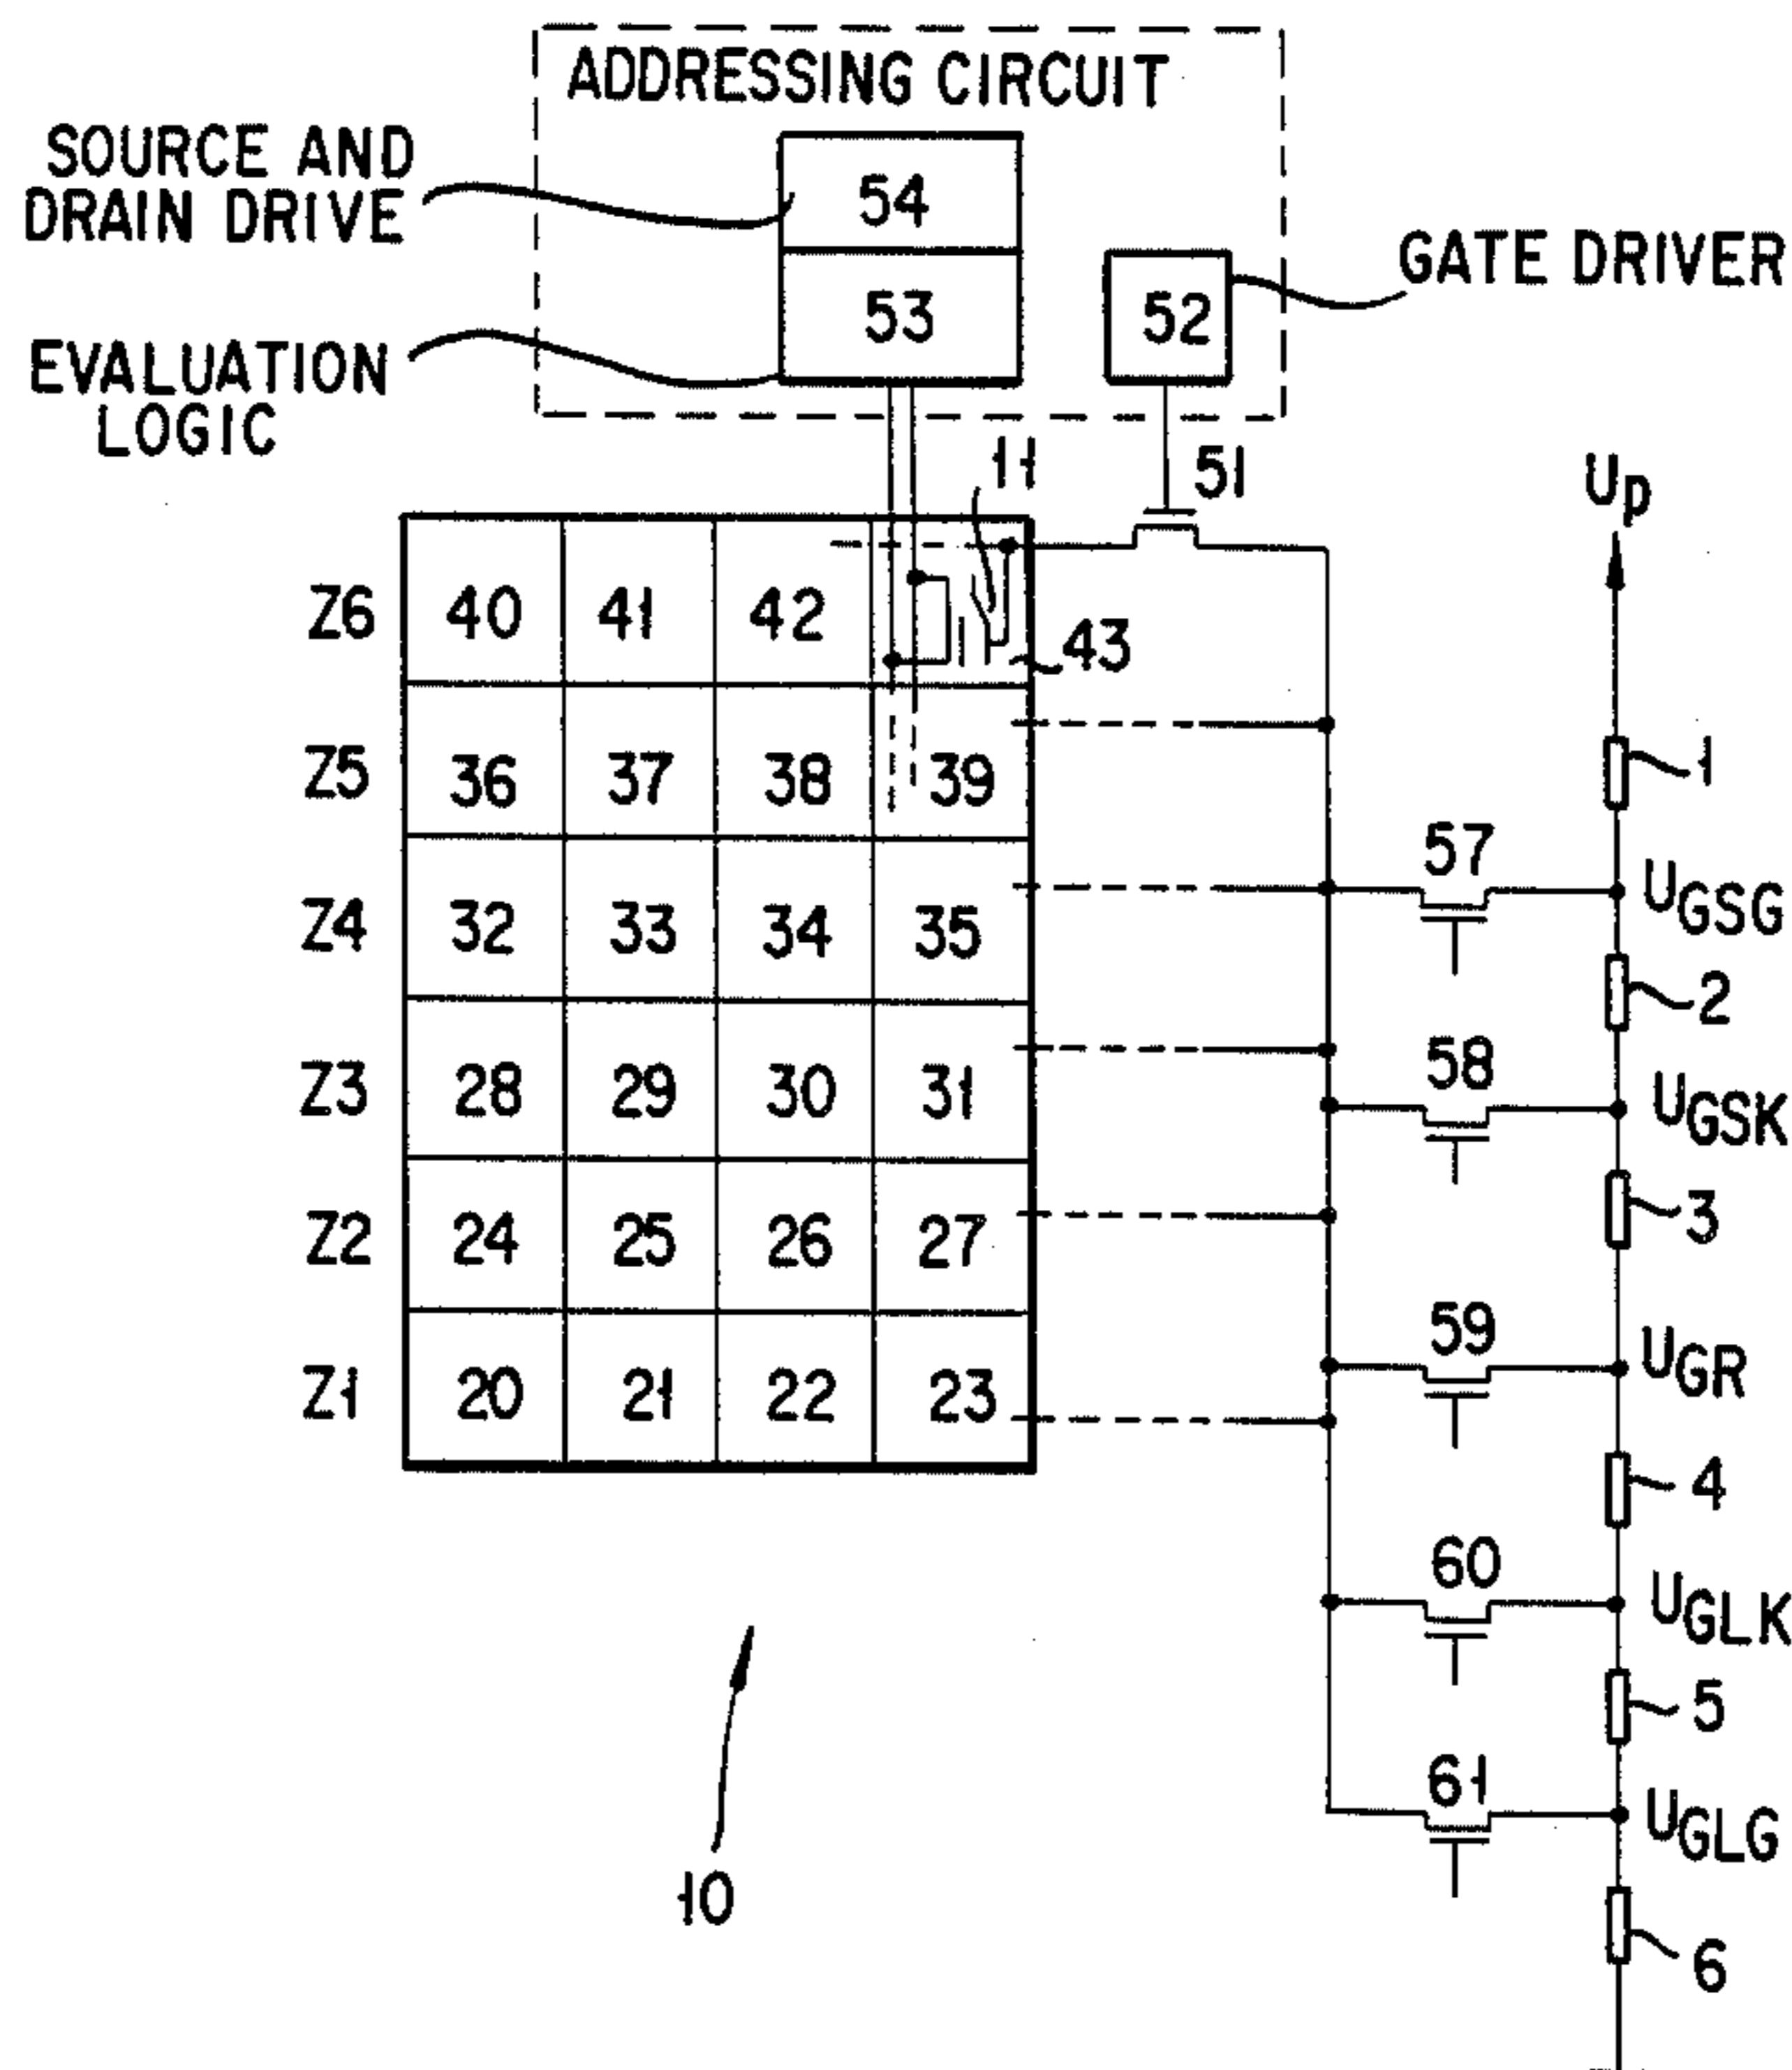 ADDRESSING CIRCUIT
SOURCE AND
DRAIN DRIVE
54
GATE DRIVER
53
52
EVALUATION
LOGIC
11
51
Up
Z6 40 41 42 43
Z5 36 37 38 39
1
57
UGSG
Z4 32 33 34 35
2
58
UGSK
Z3 28 29 30 31
3
Z2 24 25 26 27
59
UGR
Z1 20 21 22 23
4
60
UGLK
5
61
UGLG
10
6